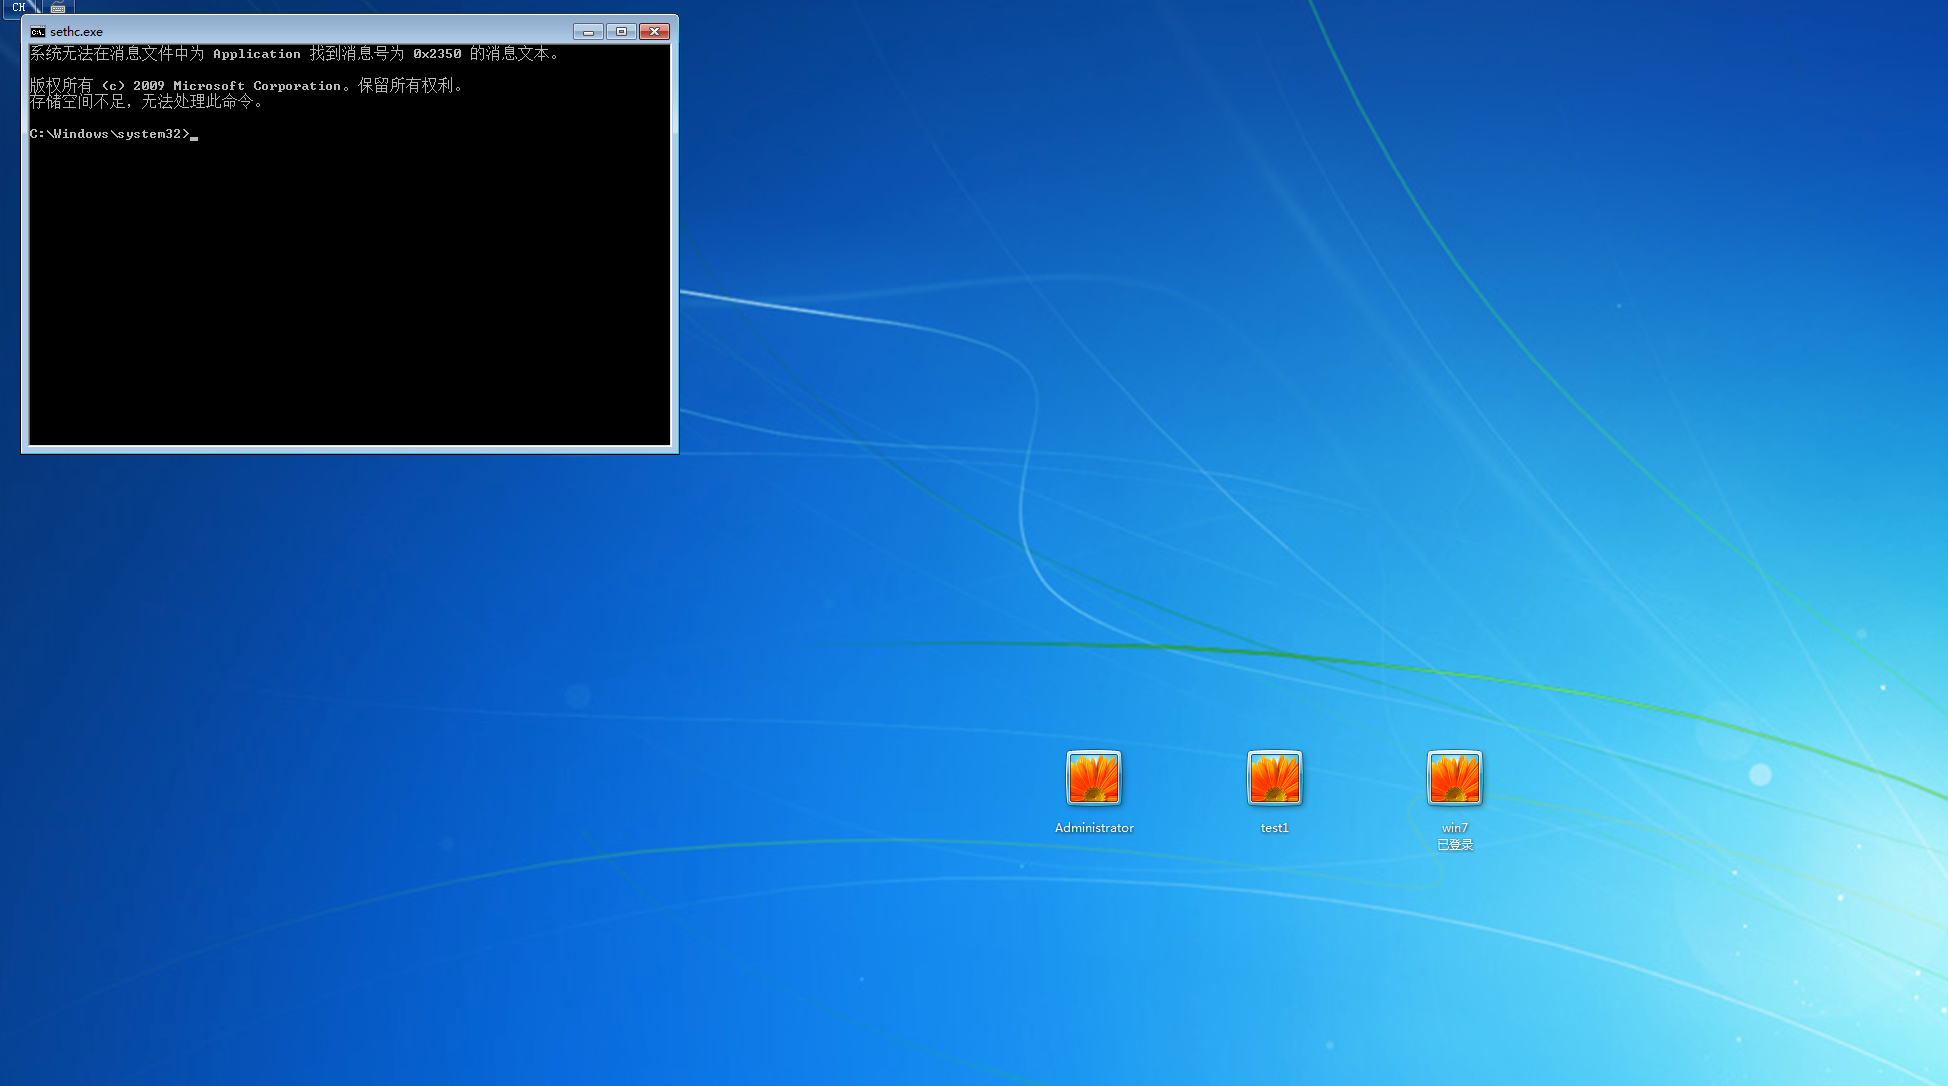 CH
sethc.exe
系统无法在消息文件中为 Application 找到消息号为 0x2350 的消息文本。
版权所有 (c) 2009 Microsoft Corporation。保留所有权利。
存储空间不足，无法处理此命令。
C:\Windows\system32>
Administrator
test1
win7
已登录